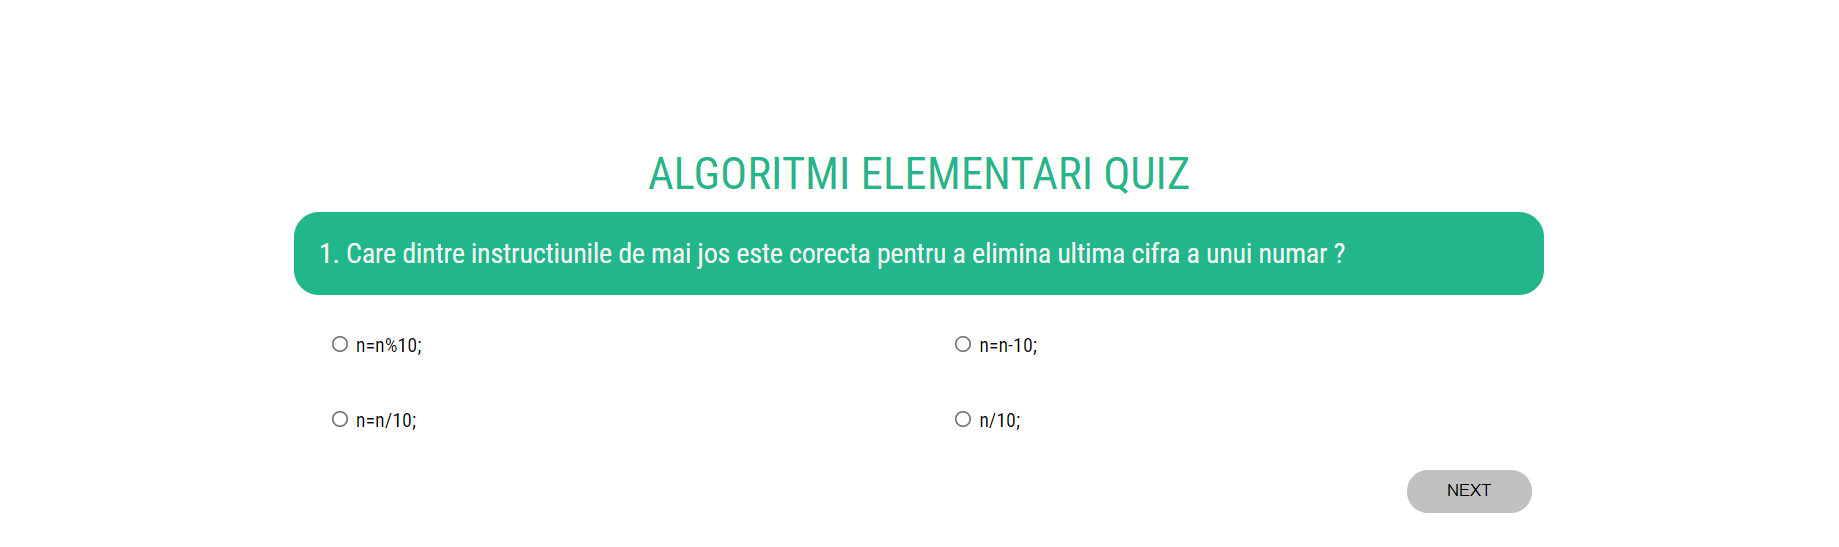 ALGORITMI ELEMENTARI QUIZ
1. Care dintre instructiunile de mai jos este corecta pentru a elimina ultima cifra a unui numar ?
n=n%10;
n=n-10;
n=n/10;
n/10;
NEXT